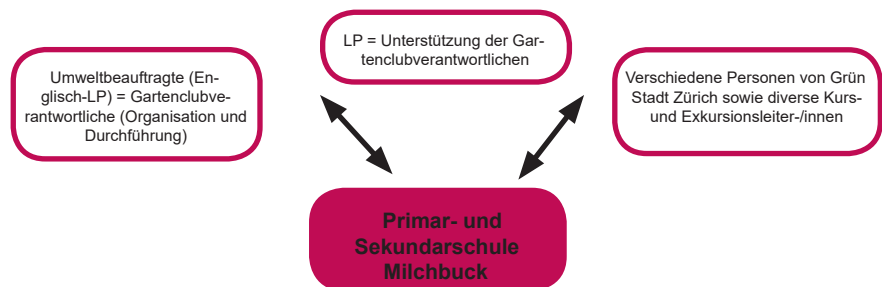 LP = Unterstützung der Gar-
tenclubverantwortlichen
Umweltbeauftragte (En-
glisch-LP) = Gartenclubve-
rantwortliche (Organisation und
Durchführung)
Verschiedene Personen von Grün
Stadt Zürich sowie diverse Kurs-
und Exkursionsleiter-/innen
Primar- und
Sekundarschule
Milchbuck